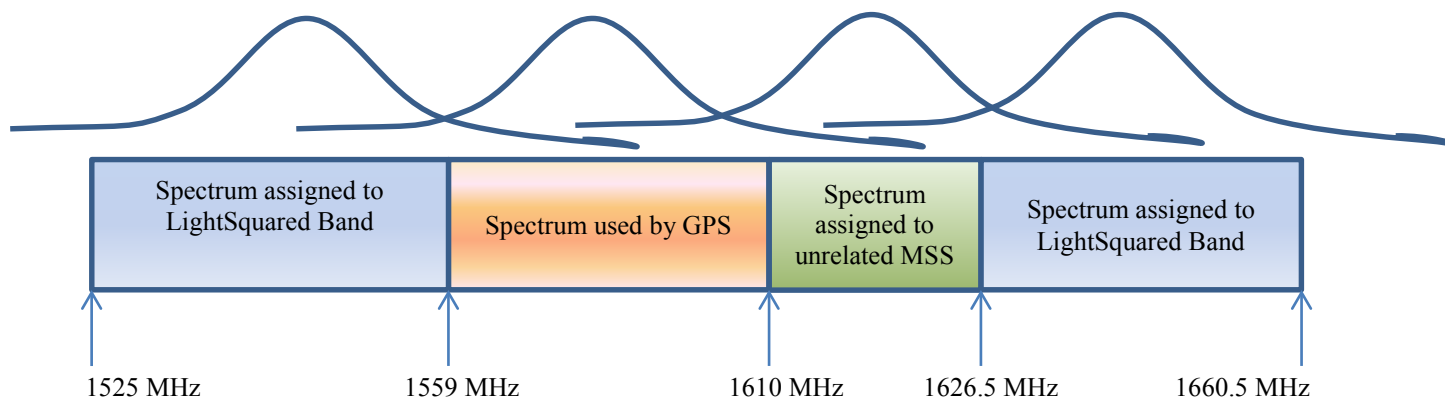 Spectrum assigned to
LightSquared Band
Spectrum used by GPS
Spectrum
assigned to
unrelated MSS
Spectrum assigned to
LightSquared Band
1525 MHz
1559 MHz
1610 MHz
1626.5 MHz
1660.5 MHz